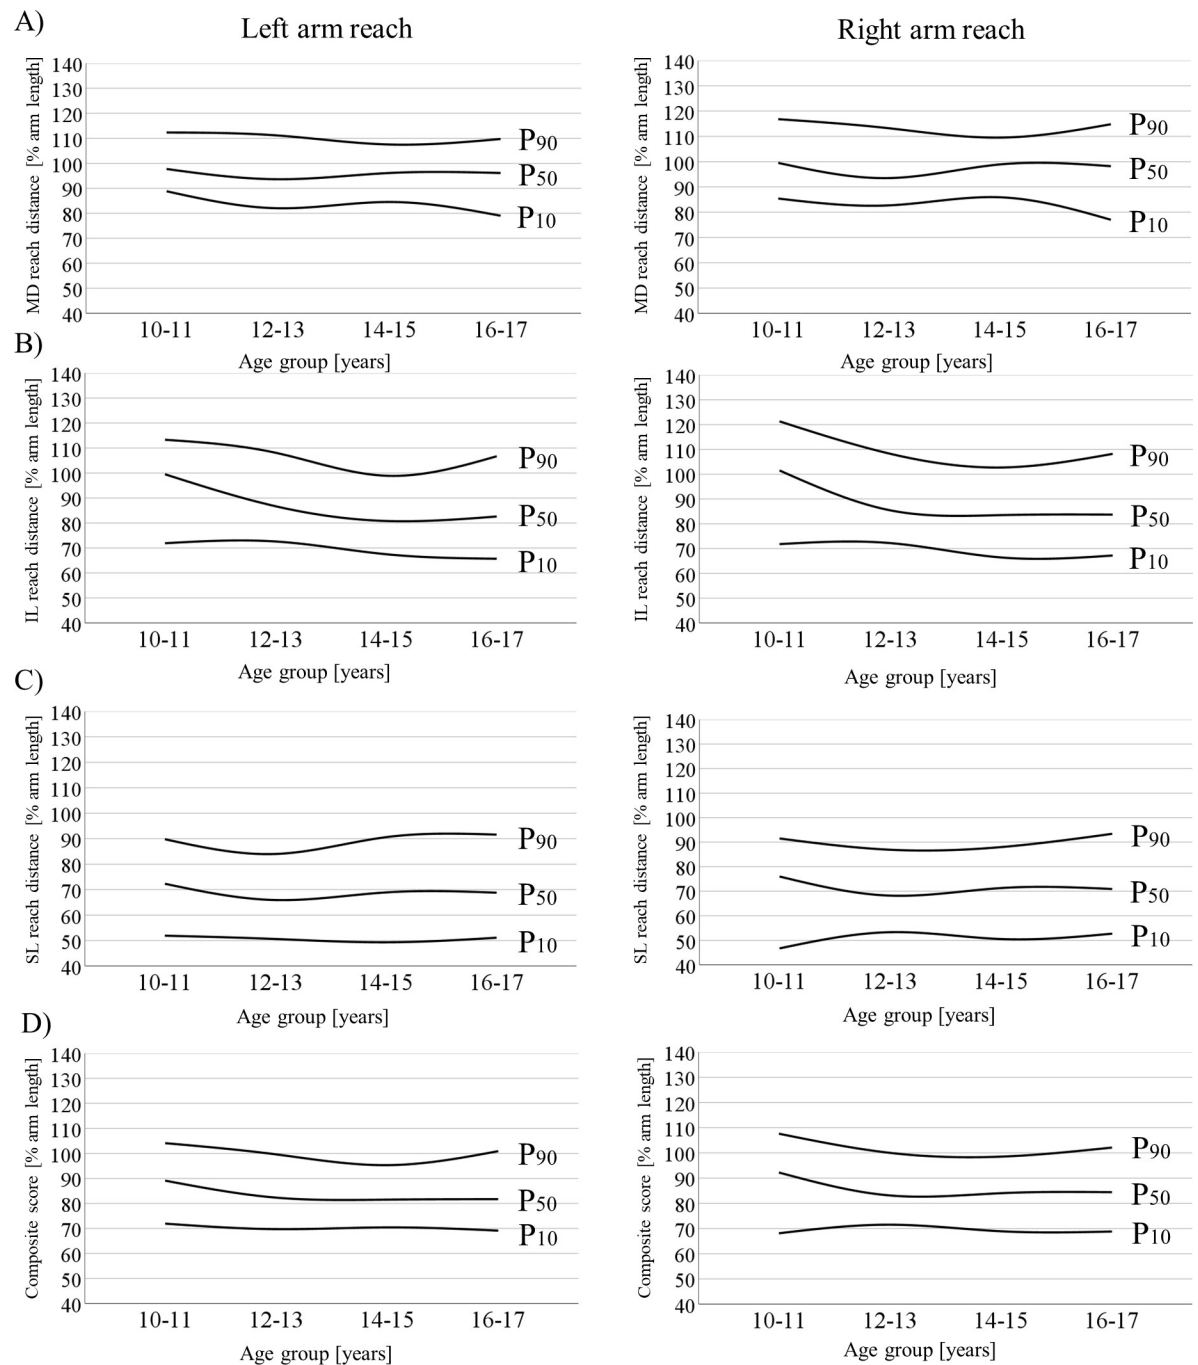 A)
Left arm reach
Right arm reach
MD reach distance [% arm length]
140
130
120
110
100
90
80
70
60
50
40
P90
P50
P10
10-11 12-13 14-15 16-17
Age group [years]
MD reach distance [% arm length]
140
130
120
110
100
90
80
70
60
50
40
P90
P50
P10
10-11 12-13 14-15 16-17
Age group [years]
B)
IL reach distance [% arm length]
140
130
120
110
100
90
80
70
60
50
40
P90
P50
P10
10-11 12-13 14-15 16-17
Age group [years]
IL reach distance [% arm length]
140
130
120
110
100
90
80
70
60
50
40
P90
P50
P10
10-11 12-13 14-15 16-17
Age group [years]
C)
SL reach distance [% arm length]
140
130
120
110
100
90
80
70
60
50
40
P90
P50
P10
10-11 12-13 14-15 16-17
Age group [years]
SL reach distance [% arm length]
140
130
120
110
100
90
80
70
60
50
40
P90
P50
P10
10-11 12-13 14-15 16-17
Age group [years]
D)
Composite score [% arm length]
140
130
120
110
100
90
80
70
60
50
40
P90
P50
P10
10-11 12-13 14-15 16-17
Age group [years]
Composite score [% arm length]
140
130
120
110
100
90
80
70
60
50
40
P90
P50
P10
10-11 12-13 14-15 16-17
Age group [years]